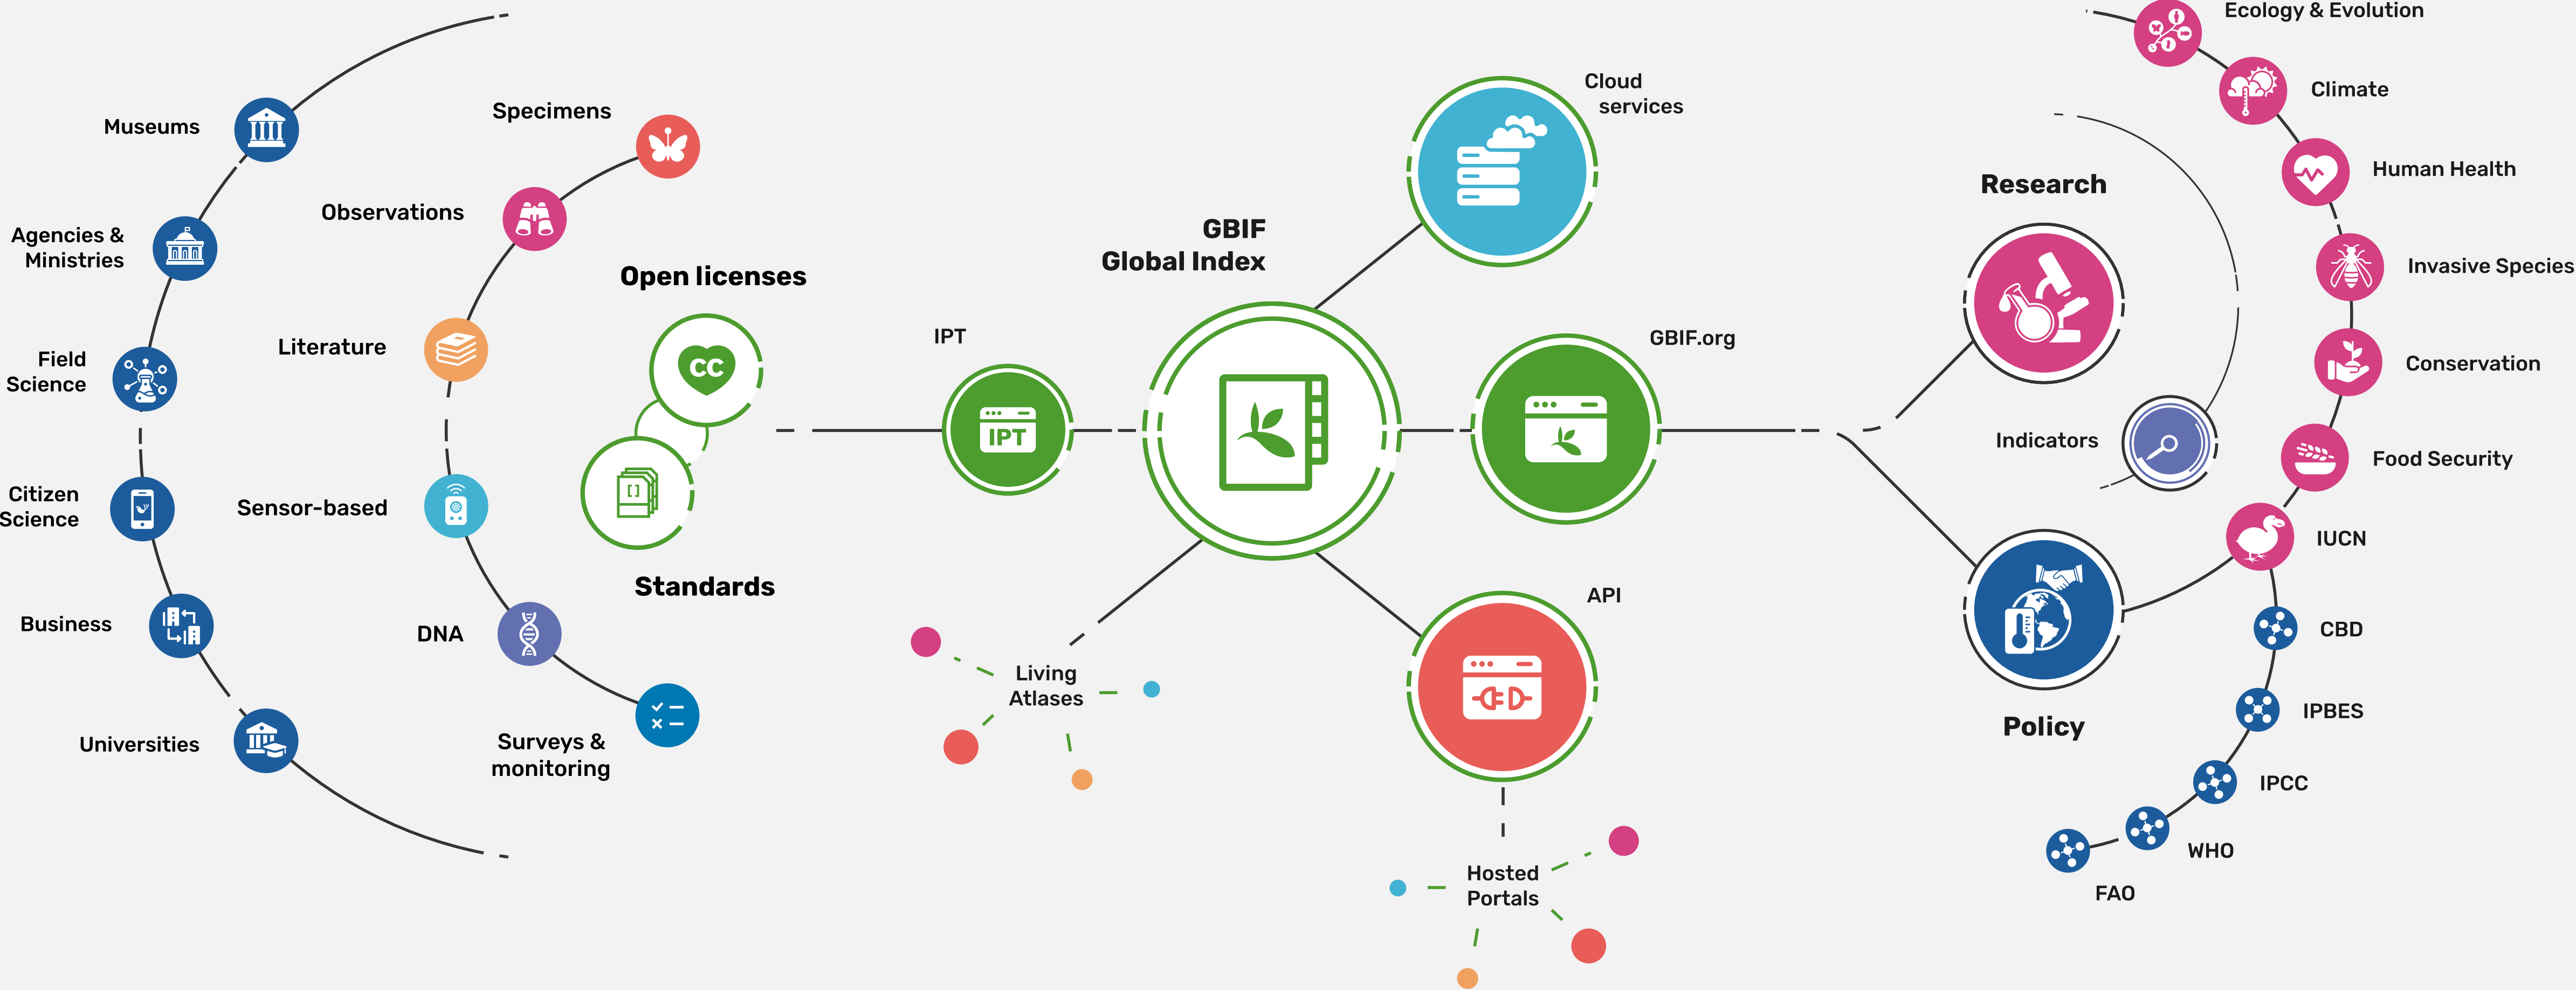 Museums
Agencies &
Ministries
Field
Science
Citizen
Science
Business
Universities
Specimens
Observations
Literature
Sensor-based
DNA
Surveys &
monitoring
Open licenses
CC
[ ]
Standards
IPT
IPT
GBIF
Global Index
Cloud
services
GBIF.org
API
Living
Atlases
Hosted
Portals
Research
Indicators
Policy
Ecology & Evolution
Climate
Human Health
Invasive Species
Conservation
Food Security
IUCN
CBD
IPBES
IPCC
WHO
FAO